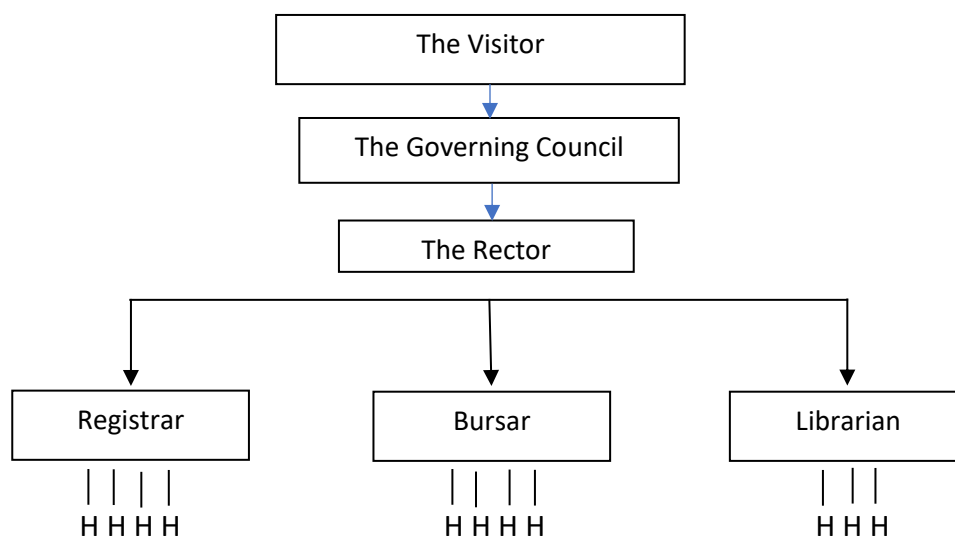 The Visitor
The Governing Council
The Rector
Registrar
Bursar
Librarian
H H H H
H H H H
H H H